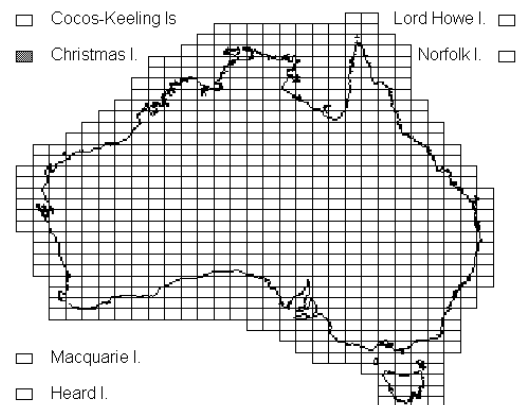 Cocos-Keeling Is
Lord Howe I.
Christmas I.
Norfolk I.
Macquarie I.
Heard I.